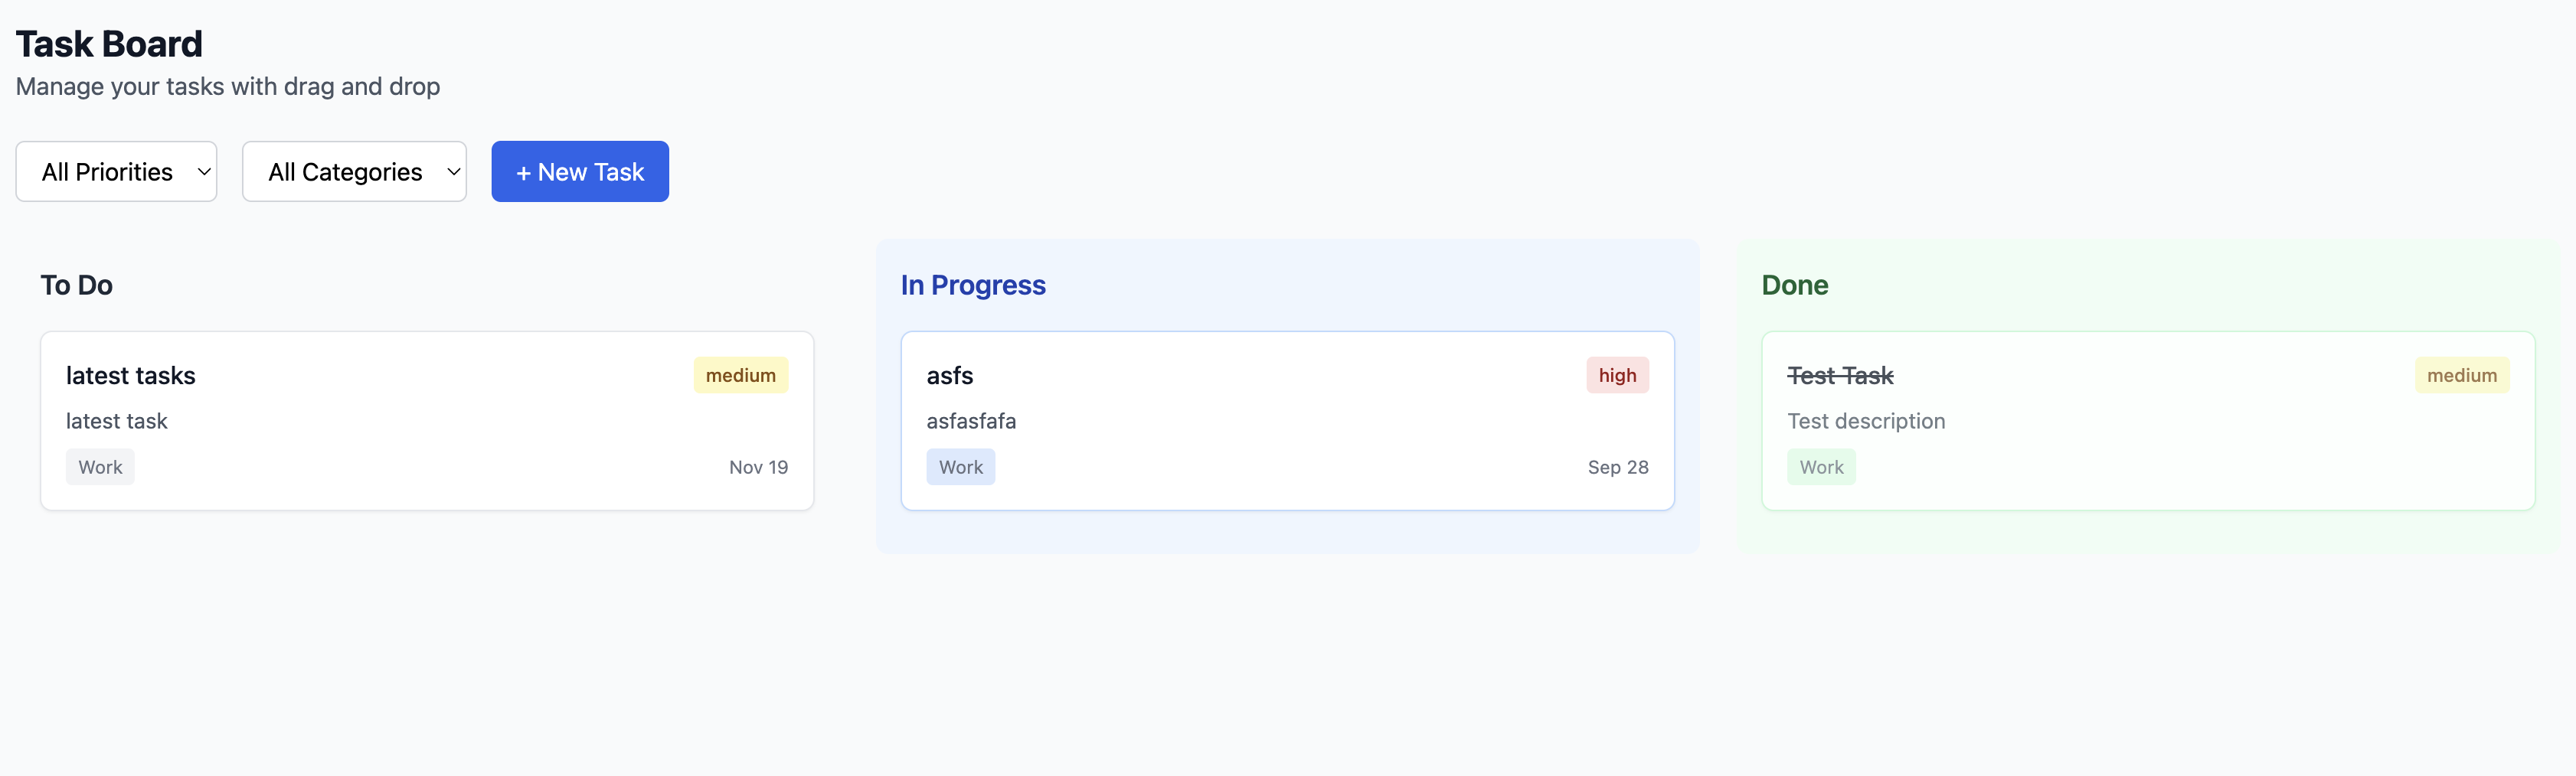 Task Board
Manage your tasks with drag and drop
All Priorities
All Categories
+ New Task
To Do
latest tasks
medium
latest task
Work
Nov 19
In Progress
asfs
high
asfasfafa
Work
Sep 28
Done
Test Task
medium
Test description
Work